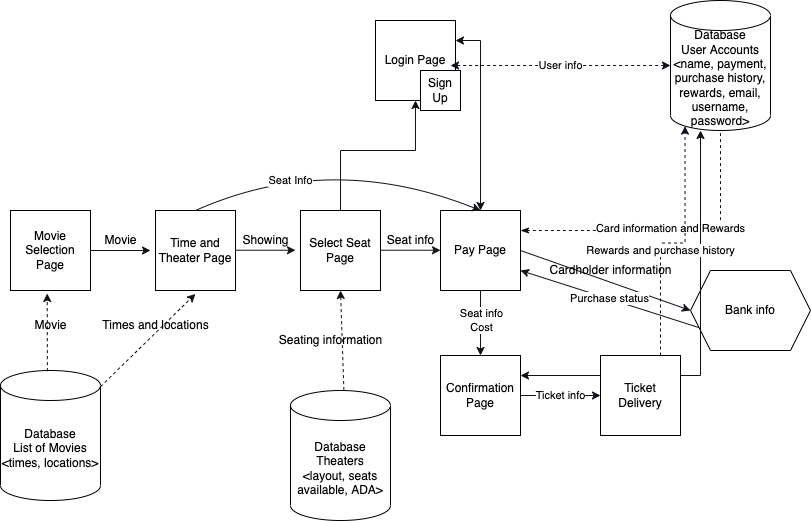 Database
User Accounts
<name, payment,
purchase history,
rewards, email,
username,
password>
Login Page
Sign
Up
User info
Seat Info
Movie
Selection
Page
Movie
Time and
Theater Page
Showing
Select Seat
Page
Seat info
Pay Page
Card information and Rewards
Rewards and purchase history
Cardholder information
Purchase status
Bank info
Seat info
Cost
Movie
Times and locations
Seating information
Confirmation
Page
Ticket info
Ticket
Delivery
Database
List of Movies
<times, locations>
Database
Theaters
<layout, seats
available, ADA>